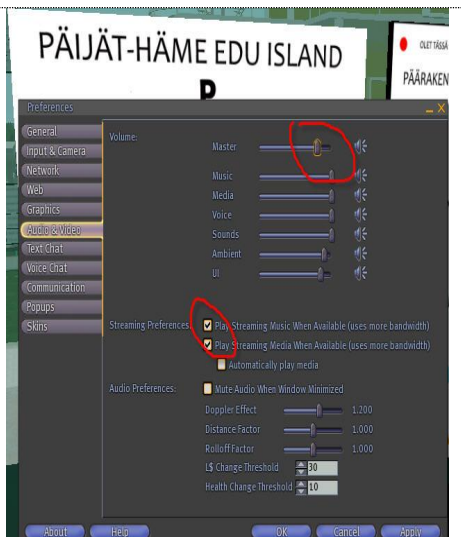 PÄIJÄT-HÄME EDU ISLAND
P
OLET TÄSSÄ
PÄÄRAKEN
Preferences
General
Input & Camera
Network
Web
Graphics
Audio & Video
Text Chat
Voice Chat
Communication
Popups
Skins
Volume:
Master
Music
Media
Voice
Sounds
Ambient
UI
Streaming Preferences:
Play Streaming Music When Available (uses more bandwidth)
Play Streaming Media When Available (uses more bandwidth)
Automatically play media
Audio Preferences:
Mute Audio When Window Minimized
Doppler Effect 1.200
Distance Factor 1.000
Rolloff Factor 1.000
L$ Change Threshold 30
Health Change Threshold 10
About Help OK Cancel Apply